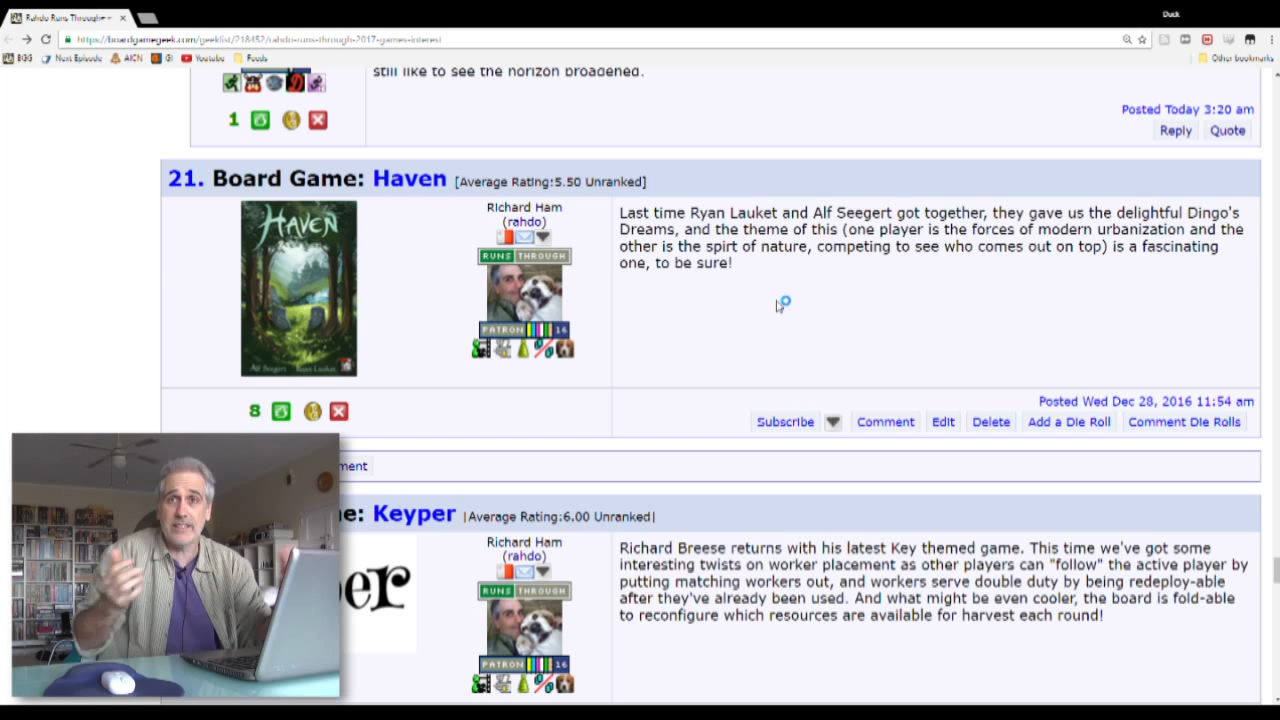 Rahdo Runs Through
Duck
https://boardgamegeek.com/geeklist/218452/rahdo-runs-through-2017-games-interest
BGG Next Episode AICN GI Youtube Feeds Other bookmarks
still like to see the horizon broadened.
1
Posted Today 3:20 am
Reply Quote
21. Board Game: Haven [Average Rating:5.50 Unranked]
HAVEN
Alf Seegert Ryan Laukat
Richard Ham
(rahdo)
RUNS THROUGH
PATRON 16
Last time Ryan Lauket and Alf Seegert got together, they gave us the delightful Dingo's
Dreams, and the theme of this (one player is the forces of modern urbanization and the
other is the spirt of nature, competing to see who comes out on top) is a fascinating
one, to be sure!
8
Posted Wed Dec 28, 2016 11:54 am
Subscribe Comment Edit Delete Add a Die Roll Comment Die Rolls
ment
e: Keyper [Average Rating:6.00 Unranked]
er
Richard Ham
(rahdo)
RUNS THROUGH
PATRON 16
Richard Breese returns with his latest Key themed game. This time we've got some
interesting twists on worker placement as other players can "follow" the active player by
putting matching workers out, and workers serve double duty by being redeploy-able
after they've already been used. And what might be even cooler, the board is fold-able
to reconfigure which resources are available for harvest each round!